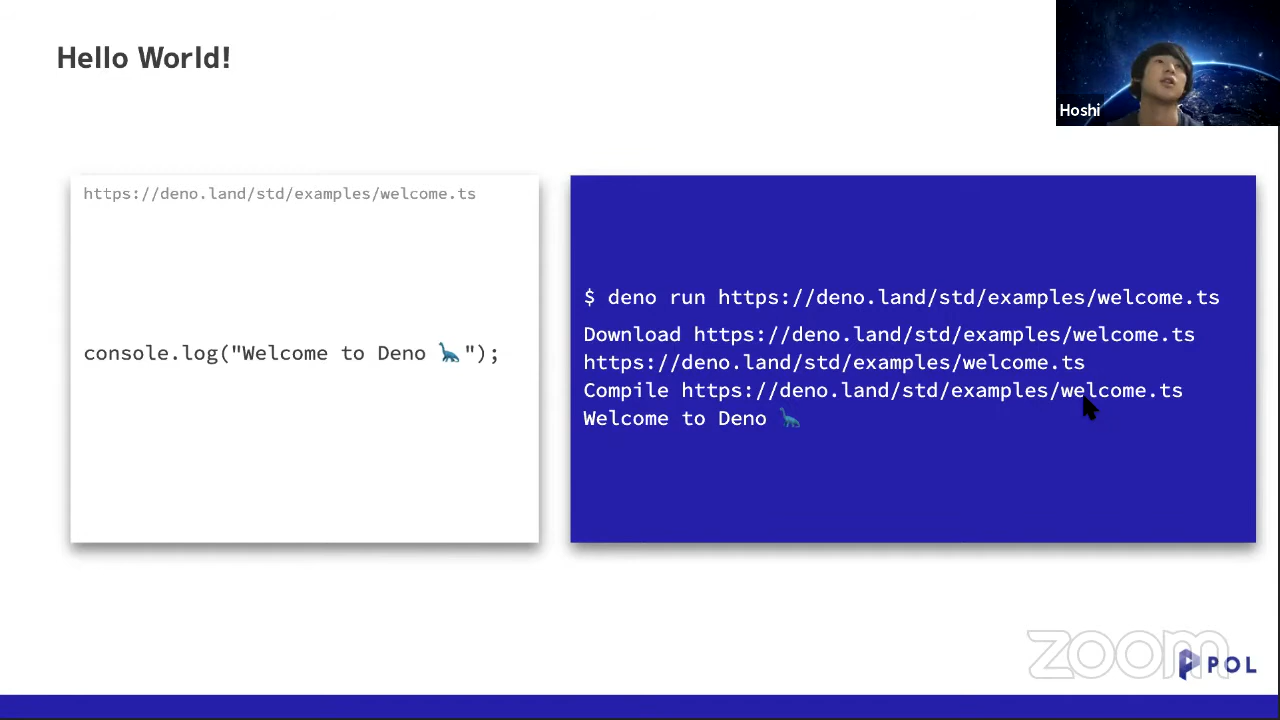 Hello World!
Hoshi
https://deno.land/std/examples/welcome.ts
console.log("Welcome to Deno 🦕");
$ deno run https://deno.land/std/examples/welcome.ts
Download https://deno.land/std/examples/welcome.ts
https://deno.land/std/examples/welcome.ts
Compile https://deno.land/std/examples/welcome.ts
Welcome to Deno 🦕
zoom
POL